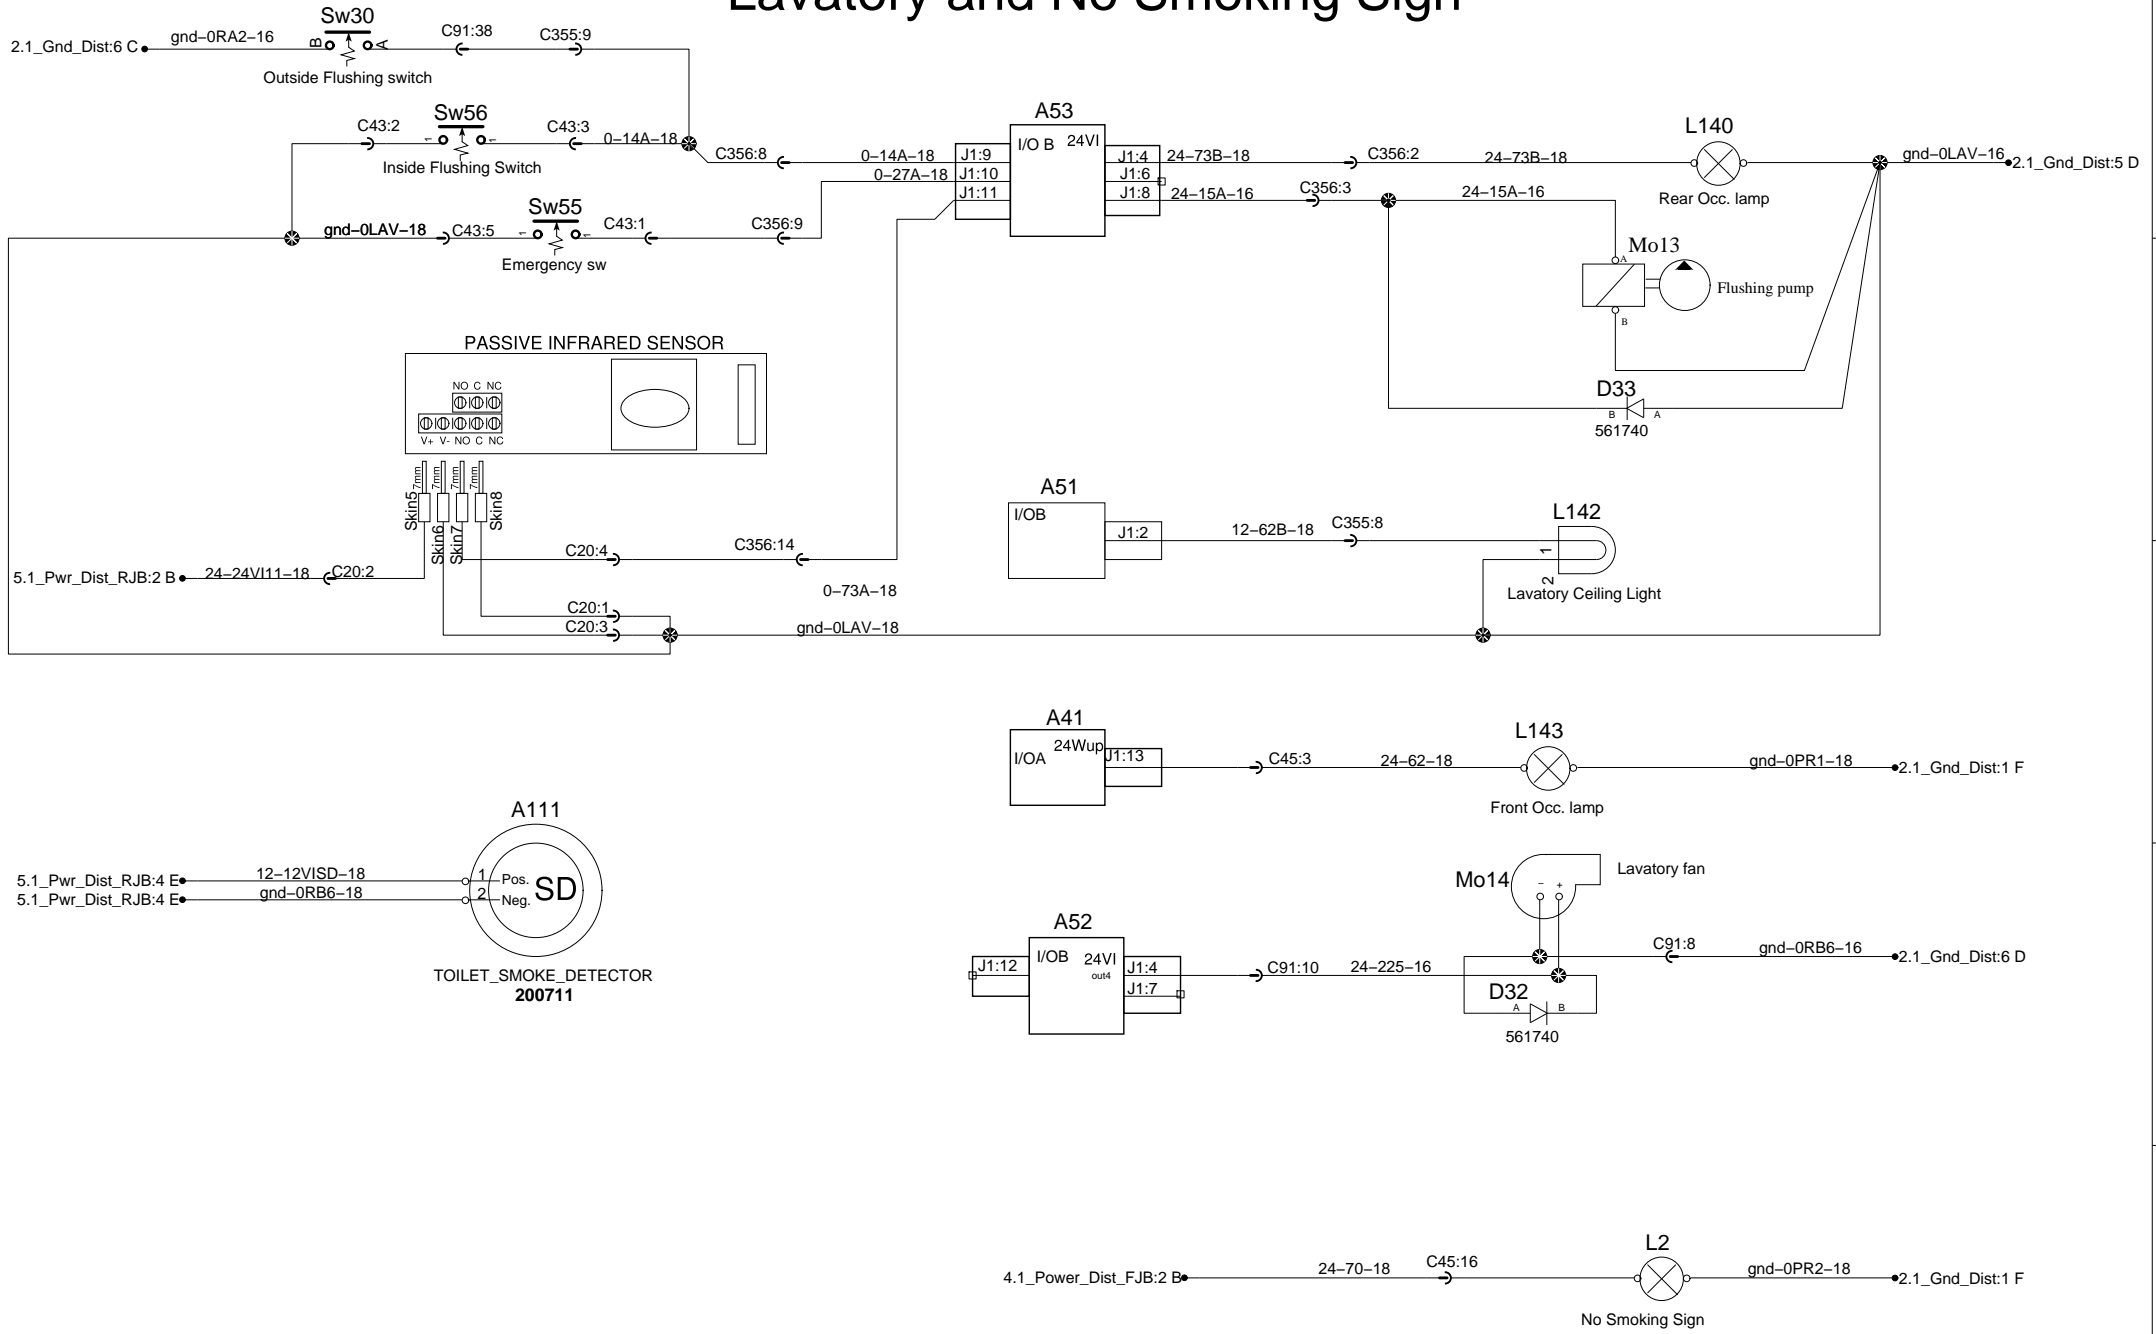 Lavatory and No Smoking Sign
Sw30
2.1_Gnd_Dist:6 C
gnd-0RA2-16
B
A
C91:38
C355:9
Outside Flushing switch
Sw56
C43:2
1
1
C43:3
0-14A-18
Inside Flushing Switch
C356:8
0-14A-18
0-27A-18
Sw55
gnd-0LAV-18
C43:5
1
1
C43:1
C356:9
Emergency sw
A53
I/O B
24VI
J1:9
J1:10
J1:11
J1:4
J1:6
J1:8
24-73B-18
C356:2
24-73B-18
L140
Rear Occ. lamp
gnd-0LAV-16
2.1_Gnd_Dist:5 D
24-15A-16
C356:3
24-15A-16
Mo13
A
B
Flushing pump
D33
B
A
561740
PASSIVE INFRARED SENSOR
NO C NC
V+ V- NO C NC
7mm
7mm
7mm
7mm
Skin5
Skin6
Skin7
Skin8
5.1_Pwr_Dist_RJB:2 B
24-24VI11-18
C20:2
C20:4
C356:14
0-73A-18
C20:1
C20:3
gnd-0LAV-18
A51
I/OB
J1:2
12-62B-18
C355:8
L142
1
2
Lavatory Ceiling Light
A41
24Wup
I/OA
J1:13
C45:3
24-62-18
L143
Front Occ. lamp
gnd-0PR1-18
2.1_Gnd_Dist:1 F
A111
5.1_Pwr_Dist_RJB:4 E
12-12VISD-18
1
Pos.
5.1_Pwr_Dist_RJB:4 E
gnd-0RB6-18
2
Neg.
SD
TOILET_SMOKE_DETECTOR
200711
Mo14
- +
Lavatory fan
A52
J1:12
I/OB
24VI
out4
J1:4
J1:7
C91:10
24-225-16
C91:8
gnd-0RB6-16
2.1_Gnd_Dist:6 D
D32
A
B
561740
4.1_Power_Dist_FJB:2 B
24-70-18
C45:16
L2
gnd-0PR2-18
2.1_Gnd_Dist:1 F
No Smoking Sign